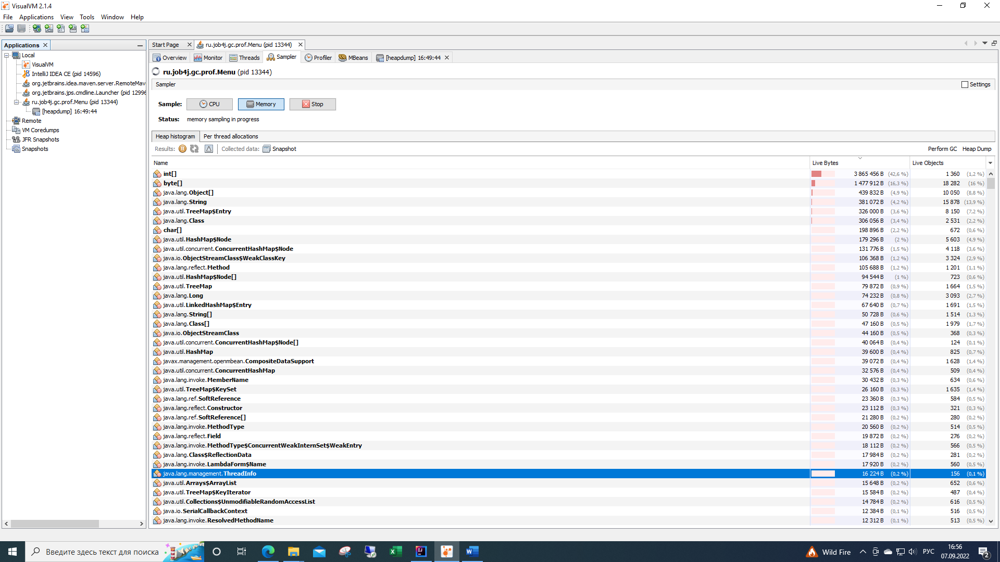 VisualVM 2.1.4
File Applications View Tools Window Help
Applications
Local
VisualVM
IntelliJ IDEA CE (pid 14596)
org.jetbrains.idea.maven.server.RemoteMav
org.jetbrains.jps.cmdline.Launcher (pid 12996
ru.job4j.gc.prof.Menu (pid 13344)
[heapdump] 16:49:44
Remote
VM Coredumps
JFR Snapshots
Snapshots
Start Page ru.job4j.gc.prof.Menu (pid 13344)
Overview Monitor Threads Sampler Profiler MBeans [heapdump] 16:49:44
ru.job4j.gc.prof.Menu (pid 13344)
Sampler Settings
Sample: CPU Memory Stop
Status: memory sampling in progress
Heap histogram Per thread allocations
Results: Collected data: Snapshot Perform GC Heap Dump
Name Live Bytes Live Objects
int[] 3 865 456 B (42,6 %) 1 360 (1,2 %)
byte[] 1 477 912 B (16,3 %) 18 282 (16 %)
java.lang.Object[] 439 832 B (4,9 %) 10 050 (8,8 %)
java.lang.String 381 072 B (4,2 %) 15 878 (13,9 %)
java.util.TreeMap$Entry 326 000 B (3,6 %) 8 150 (7,2 %)
java.lang.Class 306 056 B (3,4 %) 2 531 (2,2 %)
char[] 198 896 B (2,2 %) 672 (0,6 %)
java.util.HashMap$Node 179 296 B (2 %) 5 603 (4,9 %)
java.util.concurrent.ConcurrentHashMap$Node 131 776 B (1,5 %) 4 118 (3,6 %)
java.io.ObjectStreamClass$WeakClassKey 106 368 B (1,2 %) 3 324 (2,9 %)
java.lang.reflect.Method 105 688 B (1,2 %) 1 201 (1,1 %)
java.util.HashMap$Node[] 94 544 B (1 %) 723 (0,6 %)
java.util.TreeMap 79 872 B (0,9 %) 1 664 (1,5 %)
java.lang.Long 74 232 B (0,8 %) 3 093 (2,7 %)
java.util.LinkedHashMap$Entry 67 640 B (0,7 %) 1 691 (1,5 %)
java.lang.String[] 50 728 B (0,6 %) 1 514 (1,3 %)
java.lang.Class[] 47 160 B (0,5 %) 1 979 (1,7 %)
java.io.ObjectStreamClass 44 160 B (0,5 %) 368 (0,3 %)
java.util.concurrent.ConcurrentHashMap$Node[] 40 064 B (0,4 %) 124 (0,1 %)
java.util.HashMap 39 600 B (0,4 %) 825 (0,7 %)
javax.management.openmbean.CompositeDataSupport 39 072 B (0,4 %) 1 628 (1,4 %)
java.util.concurrent.ConcurrentHashMap 32 576 B (0,4 %) 509 (0,4 %)
java.lang.invoke.MemberName 30 432 B (0,3 %) 634 (0,6 %)
java.util.TreeMap$KeySet 26 160 B (0,3 %) 1 635 (1,4 %)
java.lang.ref.SoftReference 23 360 B (0,3 %) 584 (0,5 %)
java.lang.reflect.Constructor 23 112 B (0,3 %) 321 (0,3 %)
java.lang.ref.SoftReference[] 21 280 B (0,2 %) 280 (0,2 %)
java.lang.invoke.MethodType 20 560 B (0,2 %) 514 (0,5 %)
java.lang.reflect.Field 19 872 B (0,2 %) 276 (0,2 %)
java.lang.invoke.MethodType$ConcurrentWeakInternSet$WeakEntry 18 112 B (0,2 %) 566 (0,5 %)
java.lang.Class$ReflectionData 17 984 B (0,2 %) 281 (0,2 %)
java.lang.invoke.LambdaForm$Name 17 920 B (0,2 %) 560 (0,5 %)
java.lang.management.ThreadInfo 16 224 B (0,2 %) 156 (0,1 %)
java.util.Arrays$ArrayList 15 648 B (0,2 %) 652 (0,6 %)
java.util.TreeMap$KeyIterator 15 584 B (0,2 %) 487 (0,4 %)
java.util.Collections$UnmodifiableRandomAccessList 14 784 B (0,2 %) 616 (0,5 %)
java.io.SerialCallbackContext 12 384 B (0,1 %) 516 (0,5 %)
java.lang.invoke.ResolvedMethodName 12 312 B (0,1 %) 513 (0,5 %)
Введите здесь текст для поиска Wild Fire РУС 16:56
07.09.2022 2